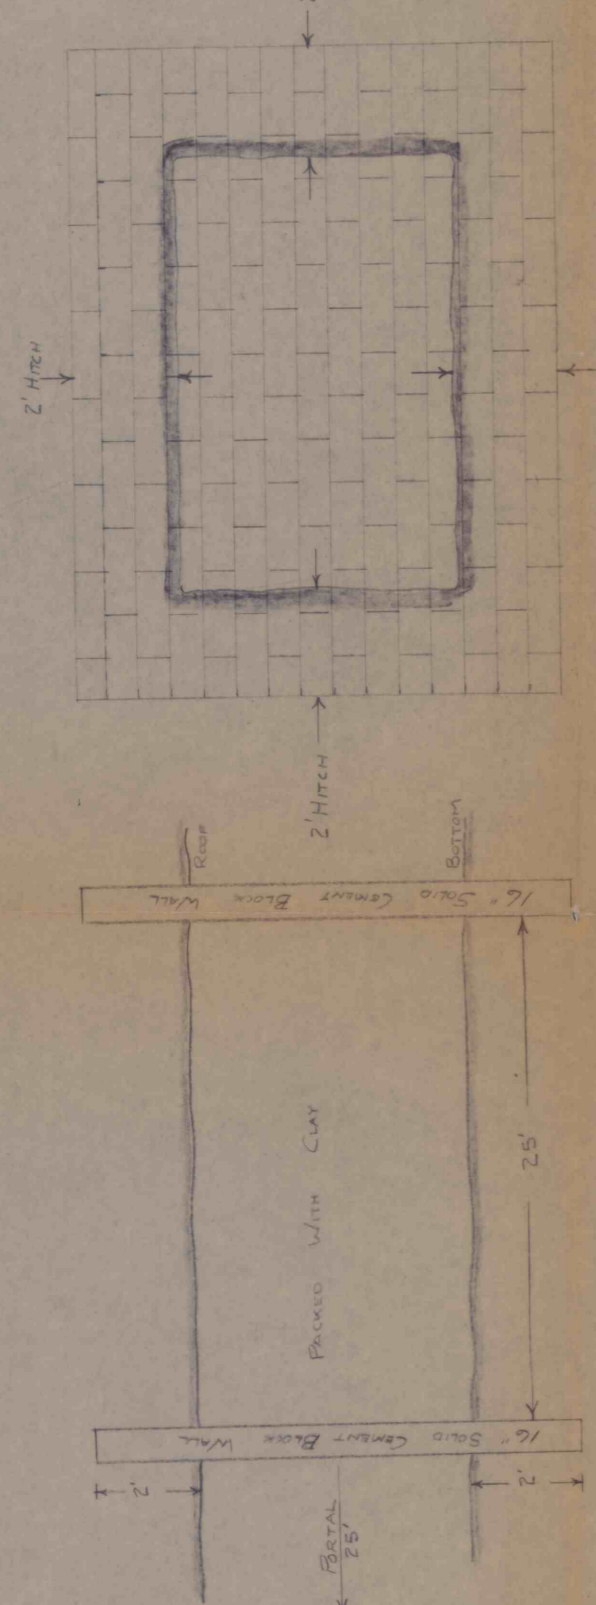 2' HITCH
2' HITCH
ROOF
BOTTOM
16" SOLID CEMENT BLOCK WALL
PACKED WITH CLAY
25'
16" SOLID CEMENT BLOCK WALL
2'
2'
PORTAL
25'